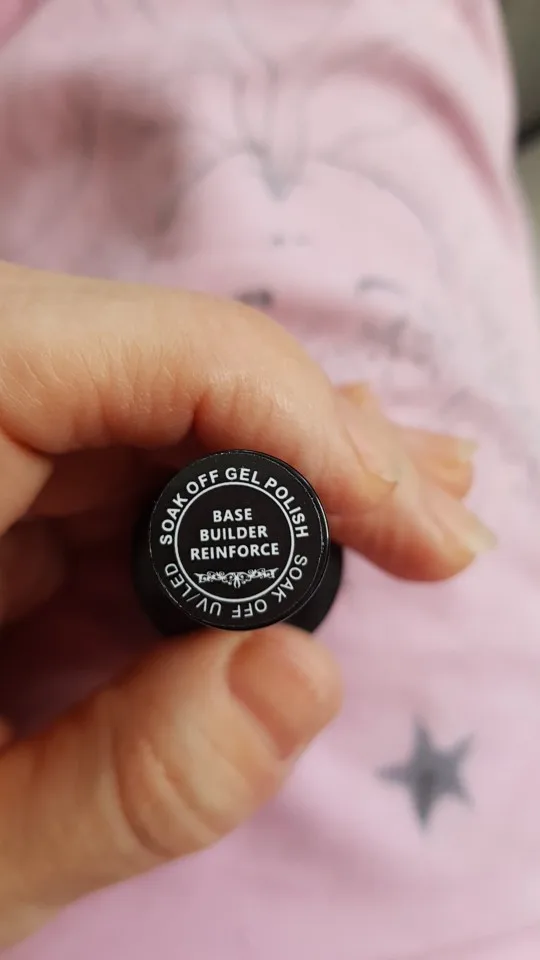 SOAK OFF GEL POLISH
BASE
BUILDER
REINFORCE
SOAK OFF UV/LED